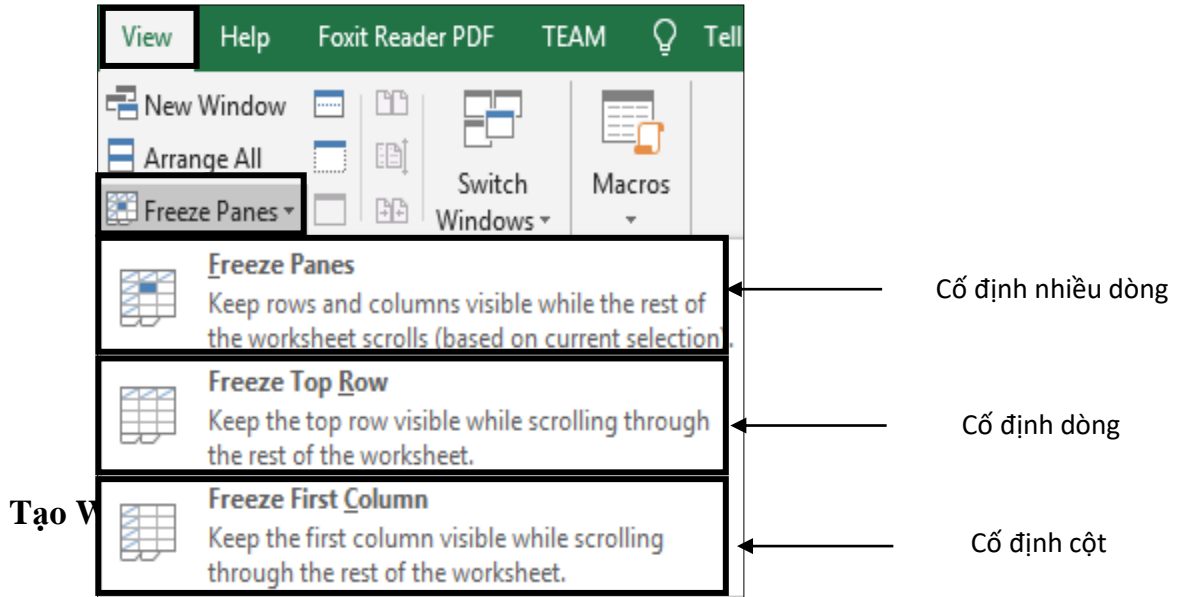 View Help Foxit Reader PDF TEAM Tell
New Window
Arrange All
Freeze Panes
Switch
Windows
Macros
Freeze Panes
Keep rows and columns visible while the rest of
the worksheet scrolls (based on current selection).
Cố định nhiều dòng
Freeze Top Row
Keep the top row visible while scrolling through
the rest of the worksheet.
Cố định dòng
Freeze First Column
Keep the first column visible while scrolling
through the rest of the worksheet.
Cố định cột
Tạo